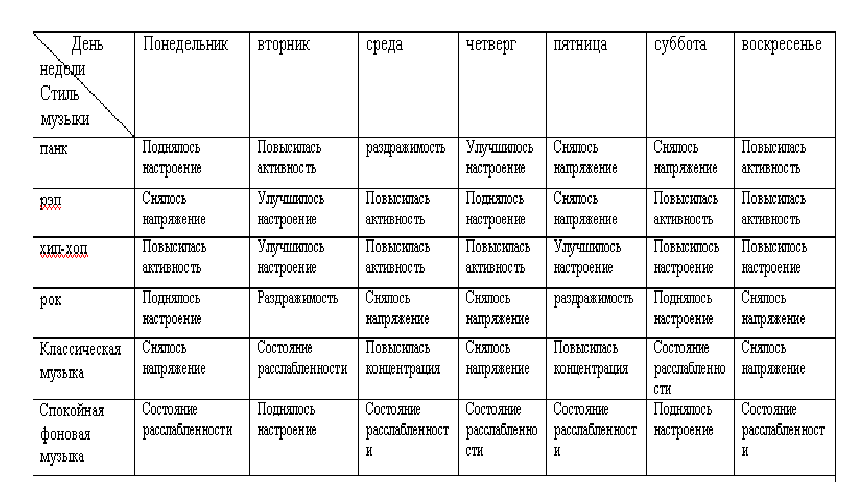 День
недели
Стиль
музыки
Понедельник
вторник
среда
четверг
пятница
суббота
воскресенье
панк
Поднялось
настроение
Повысилась
активность
раздражимость
Улучшилось
настроение
Снялось
напряжение
Снялось
напряжение
Повысилась
активность
рэп
Снялось
напряжение
Улучшилось
настроение
Повысилась
активность
Поднялось
настроение
Снялось
напряжение
Повысилась
активность
Повысилась
активность
хип-хоп
Повысилась
активность
Улучшилось
настроение
Повысилась
активность
Повысилась
активность
Улучшилось
настроение
Повысилось
настроение
Повысилось
настроение
рок
Поднялось
настроение
Раздражимость
Снялось
напряжение
Снялось
напряжение
раздражимость
Поднялось
настроение
Снялось
напряжение
Классическая
музыка
Снялось
напряжение
Состояние
расслабленности
Повысилась
концентрация
Снялось
напряжение
Повысилась
концентрация
Состояние
расслабленно
сти
Снялось
напряжение
Спокойная
фоновая
музыка
Состояние
расслабленности
Поднялось
настроение
Состояние
расслабленност
и
Состояние
расслабленно
сти
Состояние
расслабленност
и
Поднялось
настроение
Состояние
расслабленност
и